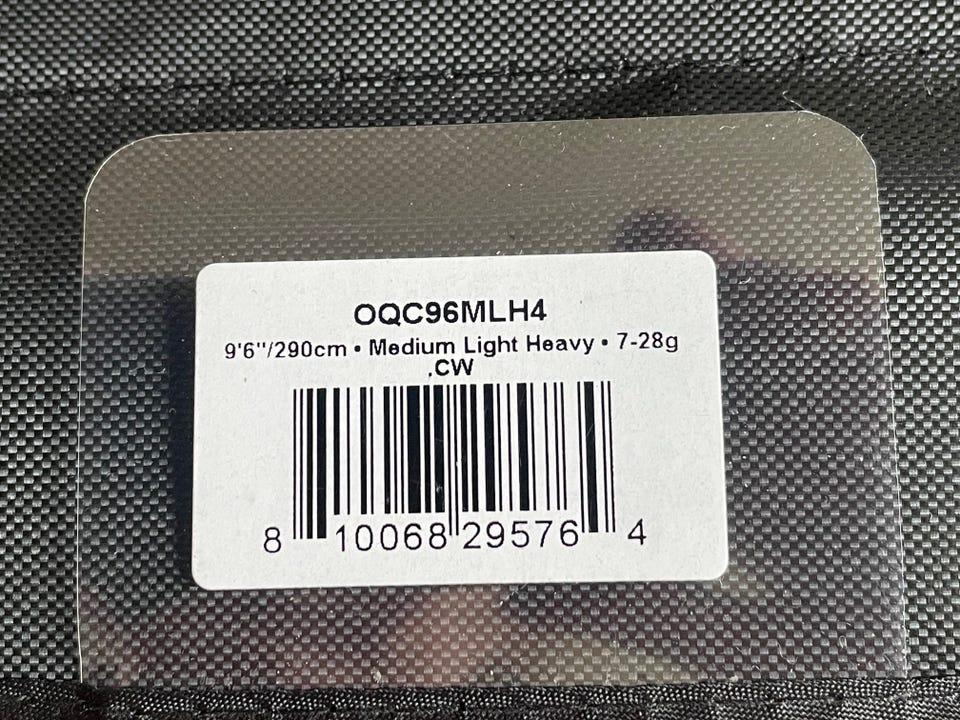 OQC96MLH4
9'6''/290cm • Medium Light Heavy • 7-28g
.CW
8 10068 29576 4